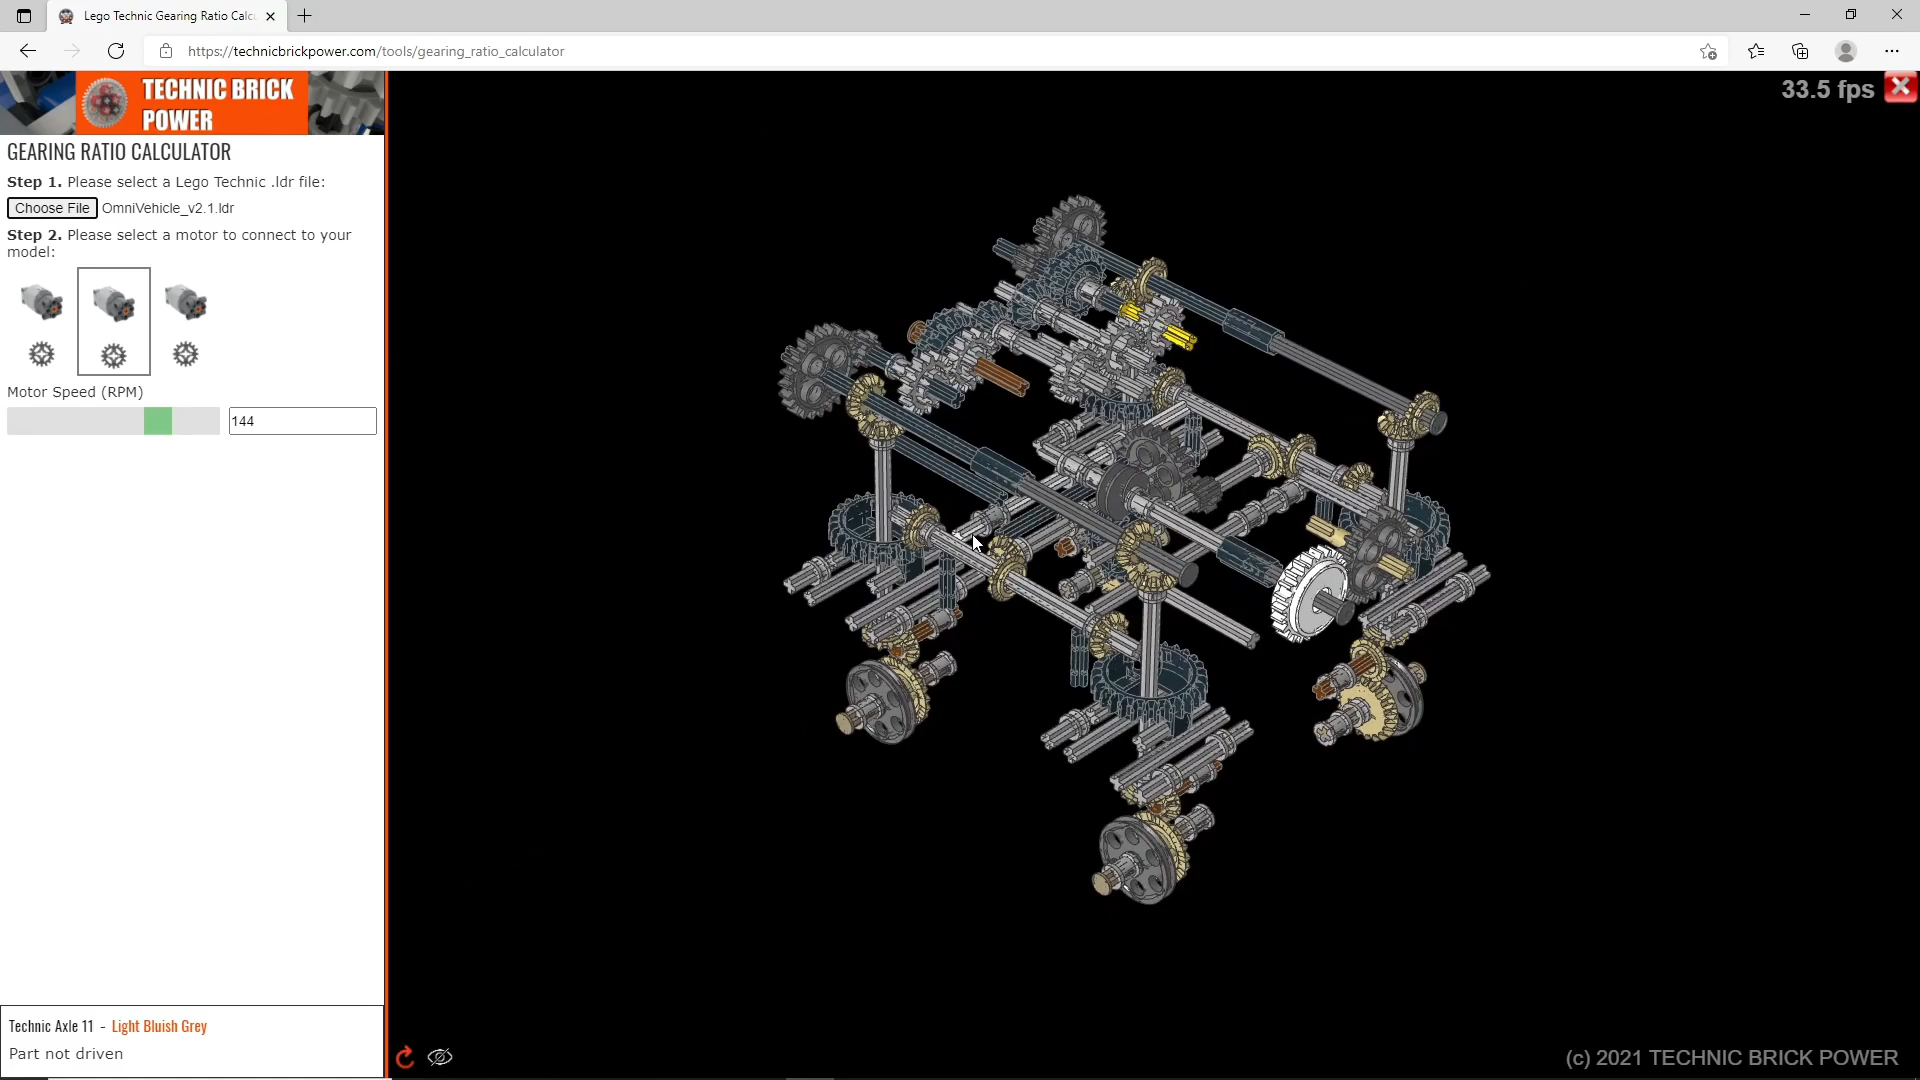 Lego Technic Gearing Ratio Calc
https://technicbrickpower.com/tools/gearing_ratio_calculator
TECHNIC BRICK
POWER
33.5 fps
GEARING RATIO CALCULATOR
Step 1. Please select a Lego Technic .ldr file:
Choose File OmniVehicle_v2.1.ldr
Step 2. Please select a motor to connect to your
model:
Motor Speed (RPM)
144
Technic Axle 11 - Light Bluish Grey
Part not driven
(c) 2021 TECHNIC BRICK POWER